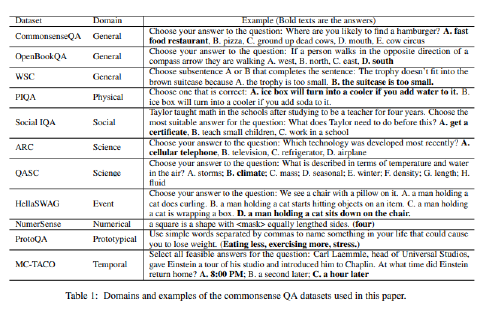 Dataset Domain Example (Bold texts are the answers)
CommonsenseQA General Choose your answer to the question: Where are you likely to find a hamburger? A. fast
food restaurant, B. pizza, C. ground up dead cows, D. mouth, E. cow circus
OpenBookQA General Choose your answer to the question: If a person walks in the opposite direction of a
compass arrow they are walking A. west, B. north, C. east, D. south
WSC General Choose subsentence A or B that completes the sentence: The trophy doesn't fit into the
brown suitcase because A. the trophy is too small. B. the suitcase is too small.
PIQA Physical Choose one that is correct: A. ice box will turn into a cooler if you add water to it. B.
ice box will turn into a cooler if you add soda to it.
Social IQA Social Taylor taught math in the schools after studying to be a teacher for four years. Choose the
most suitable answer for the question: What does Taylor need to do before this? A. get a
certificate, B. teach small children, C. work in a school
ARC Science Choose your answer to the question: Which technology was developed most recently? A.
cellular telephone, B. television, C. refrigerator, D. airplane
QASC Science Choose your answer to the question: What is described in terms of temperature and water
in the air? A. storms; B. climate; C. mass; D. seasonal; E. winter; F. density; G. length; H.
fluid
HellaSWAG Event Choose your answer to the question: We see a chair with a pillow on it. A. a man holding a
cat does curling. B. a man holding a cat starts hitting objects on an item. C. a man holding
a cat is wrapping a box. D. a man holding a cat sits down on the chair.
NumerSense Numerical a square is a shape with <mask> equally lengthed sides. (four)
ProtoQA Prototypical Use simple words separated by commas to name something in your life that could cause
you to lose weight. (Eating less, exercising more, stress.)
MC-TACO Temporal Select all feasible answers for the question: Carl Laemmle, head of Universal Studios,
gave Einstein a tour of his studio and introduced him to Chaplin. At what time did Einstein
return home? A. 8:00 PM; B. a second later; C. a hour later
Table 1: Domains and examples of the commonsense QA datasets used in this paper.